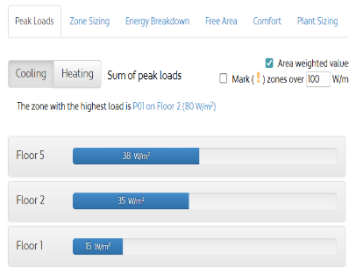 Peak Loads Zone Sizing Energy Breakdown Free Area Comfort Plant Sizing
Area weighted value
Cooling Heating Sum of peak loads Mark ( ! ) zones over 100 W/m
The zone with the highest load is P01 on Floor 2 (80 W/m²)
Floor 5 38 W/m²
Floor 2 35 W/m²
Floor 1 15 W/m²